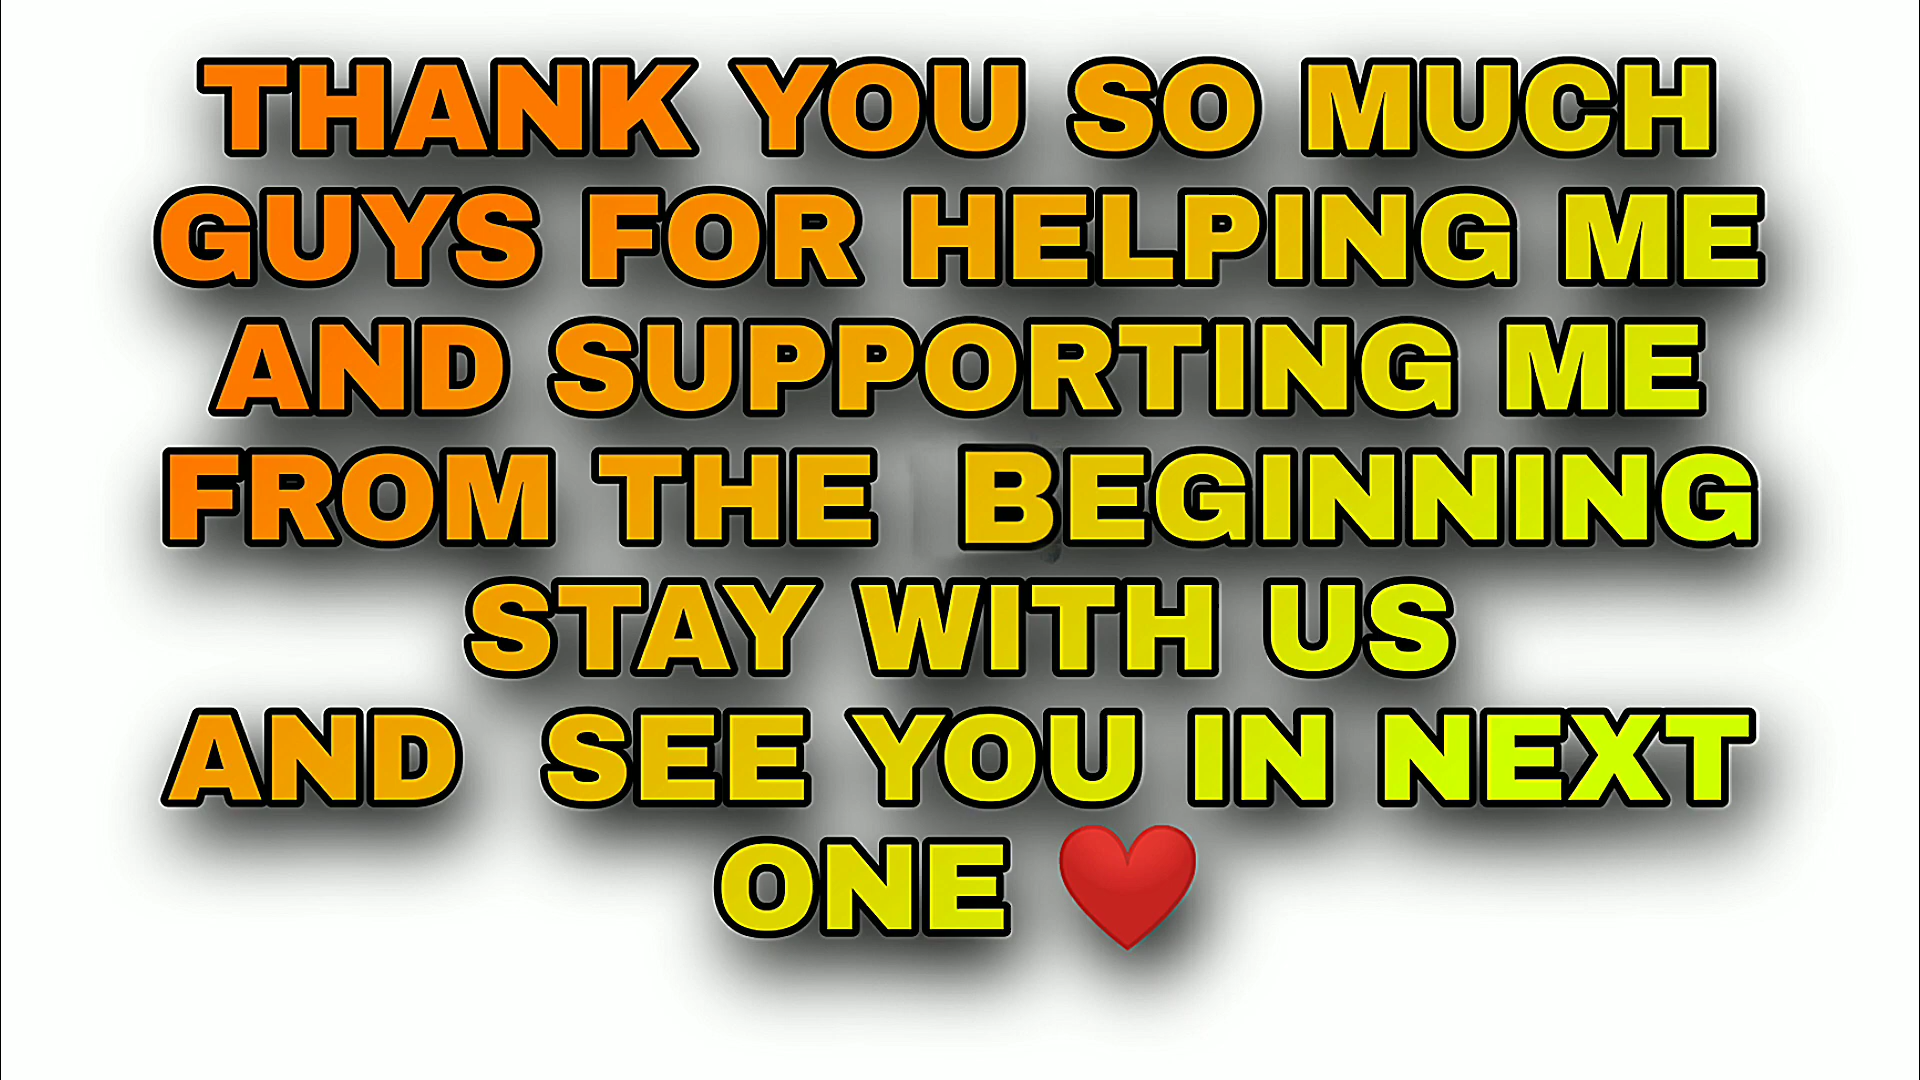 THANK YOU SO MUCH
GUYS FOR HELPING ME
AND SUPPORTING ME
FROM THE BEGINNING
STAY WITH US
AND SEE YOU IN NEXT
ONE ❤️